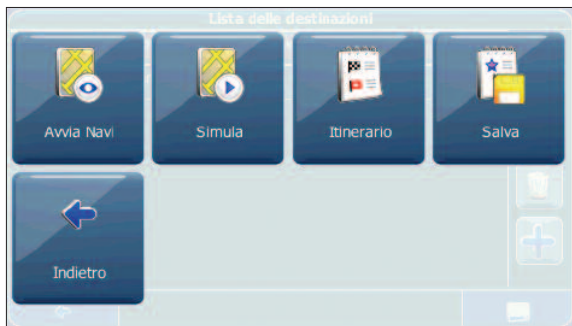 Lista delle destinazioni
Avvia Navi
Simula
Itinerario
Salva
Indietro